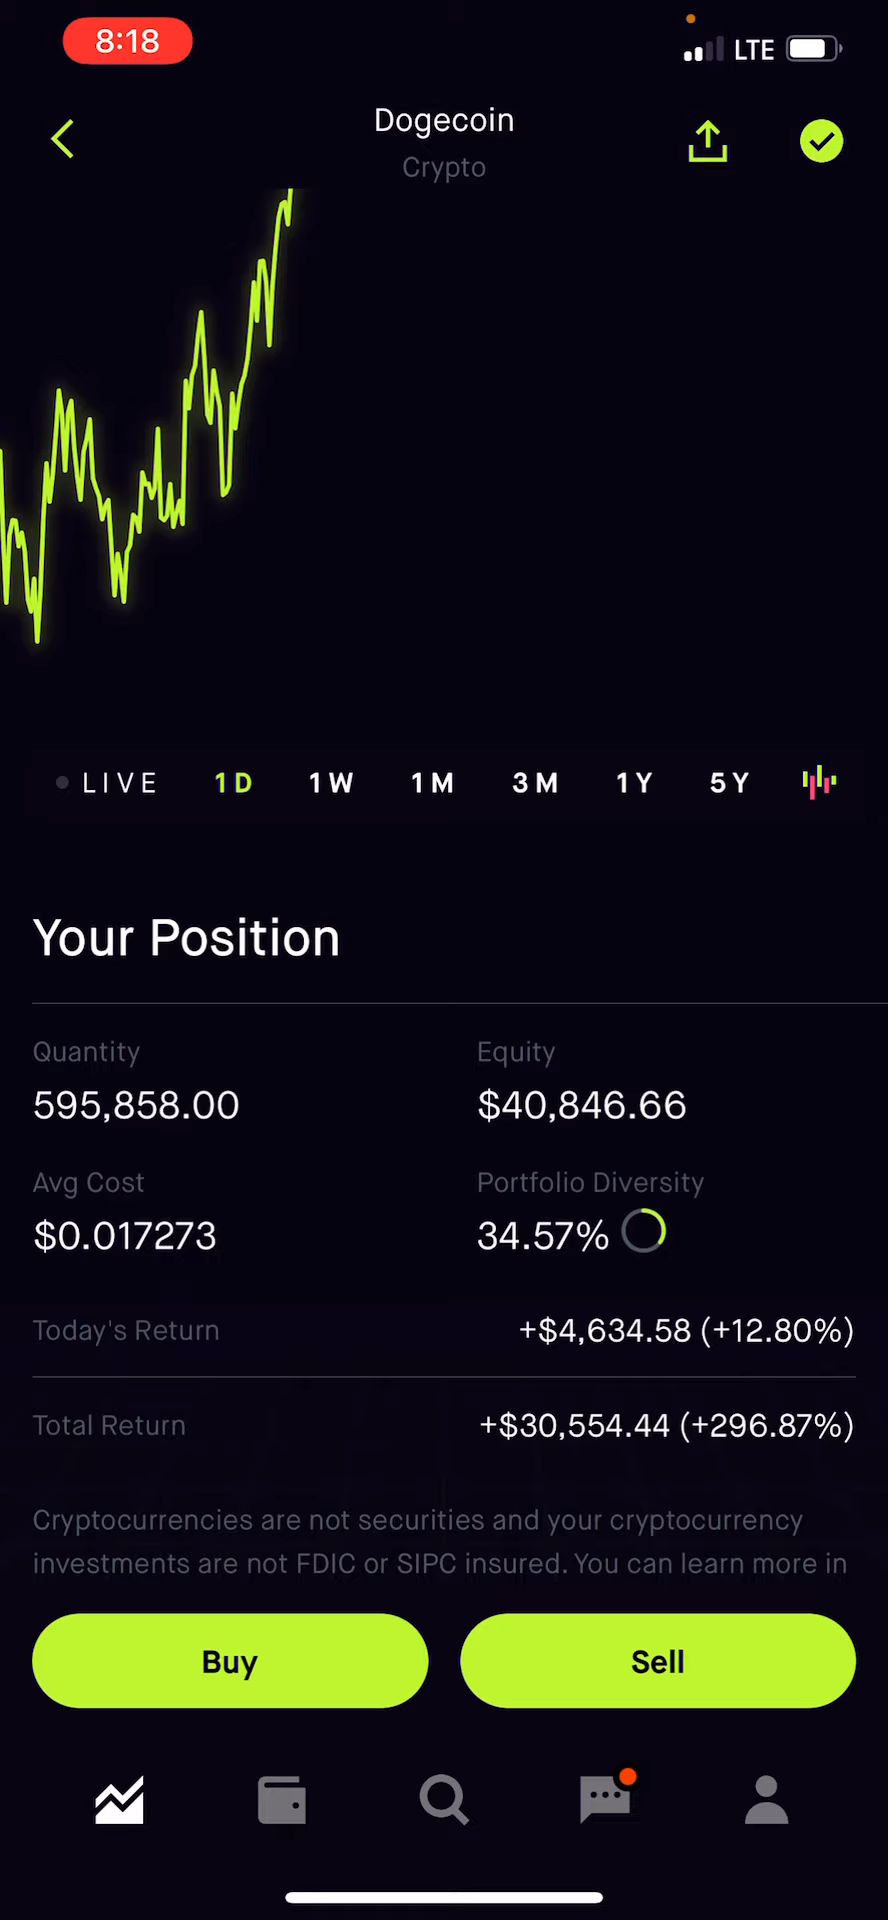 8:18
LTE
Dogecoin
Crypto
LIVE 1D 1W 1M 3M 1Y 5Y
Your Position
Quantity
Equity
595,858.00
$40,846.66
Avg Cost
Portfolio Diversity
$0.017273
34.57%
Today's Return +$4,634.58 (+12.80%)
Total Return +$30,554.44 (+296.87%)
Cryptocurrencies are not securities and your cryptocurrency
investments are not FDIC or SIPC insured. You can learn more in
Buy
Sell